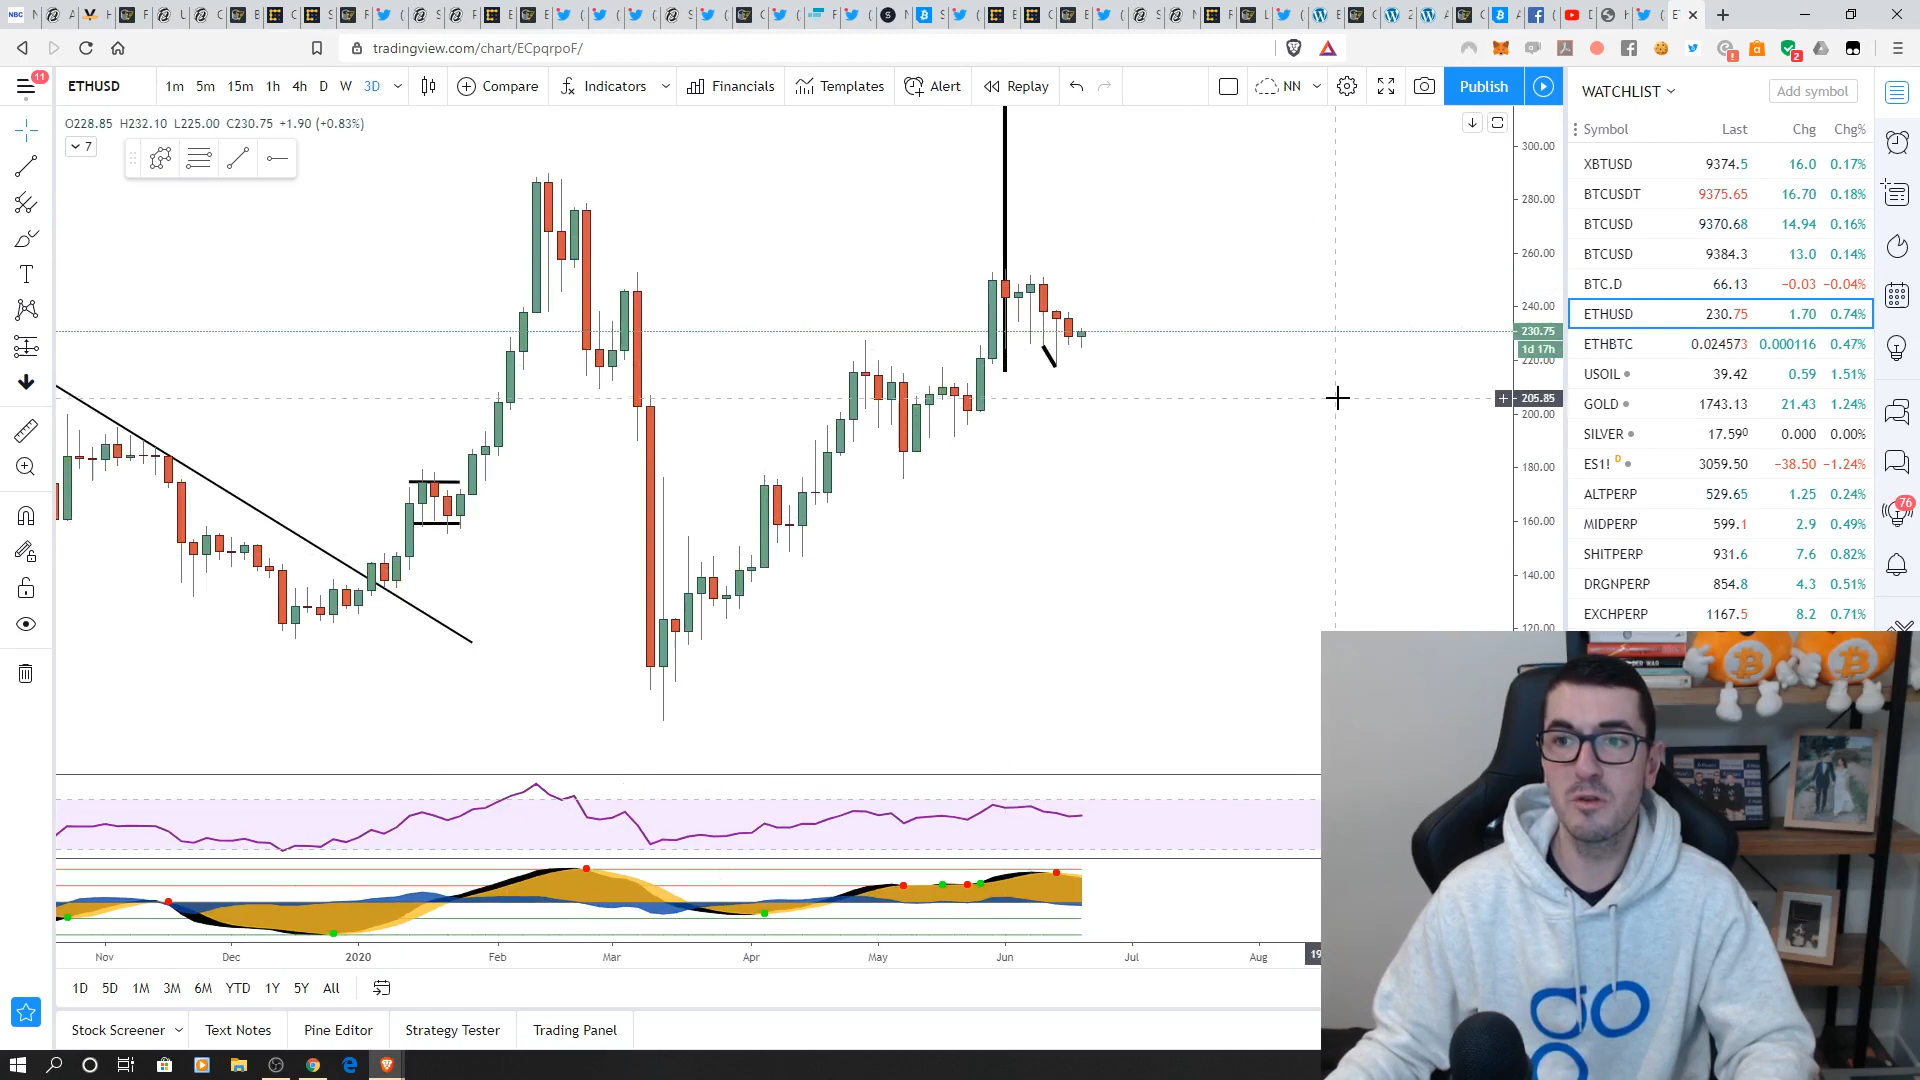 tradingview.com/chart/ECpqrpoF/
2
11
ETHUSD 1m 5m 15m 1h 4h D W 3D Compare Indicators Financials Templates Alert Replay NN Publish
WATCHLIST Add symbol
O228.85 H232.10 L225.00 C230.75 +1.90 (+0.83%)
7
Symbol Last Chg Chg%
XBTUSD 9374.5 16.0 0.17%
BTCUSDT 9375.65 16.70 0.18%
BTCUSD 9370.68 14.94 0.16%
BTCUSD 9384.3 13.0 0.14%
BTC.D 66.13 −0.03 −0.04%
ETHUSD 230.75 1.70 0.74%
ETHBTC 0.024573 0.000116 0.47%
USOIL 39.42 0.59 1.51%
GOLD 1743.13 21.43 1.24%
SILVER 17.590 0.000 0.00%
ES1! D 3059.50 −38.50 −1.24%
ALTPERP 529.65 1.25 0.24%
MIDPERP 599.1 2.9 0.49%
SHITPERP 931.6 7.6 0.82%
DRGNPERP 854.8 4.3 0.51%
EXCHPERP 1167.5 8.2 0.71%
76
300.00
280.00
260.00
240.00
230.75
1d 17h
220.00
205.85
200.00
180.00
160.00
140.00
120.00
Nov Dec 2020 Feb Mar Apr May Jun Jul Aug 19
1D 5D 1M 3M 6M YTD 1Y 5Y All
Stock Screener Text Notes Pine Editor Strategy Tester Trading Panel